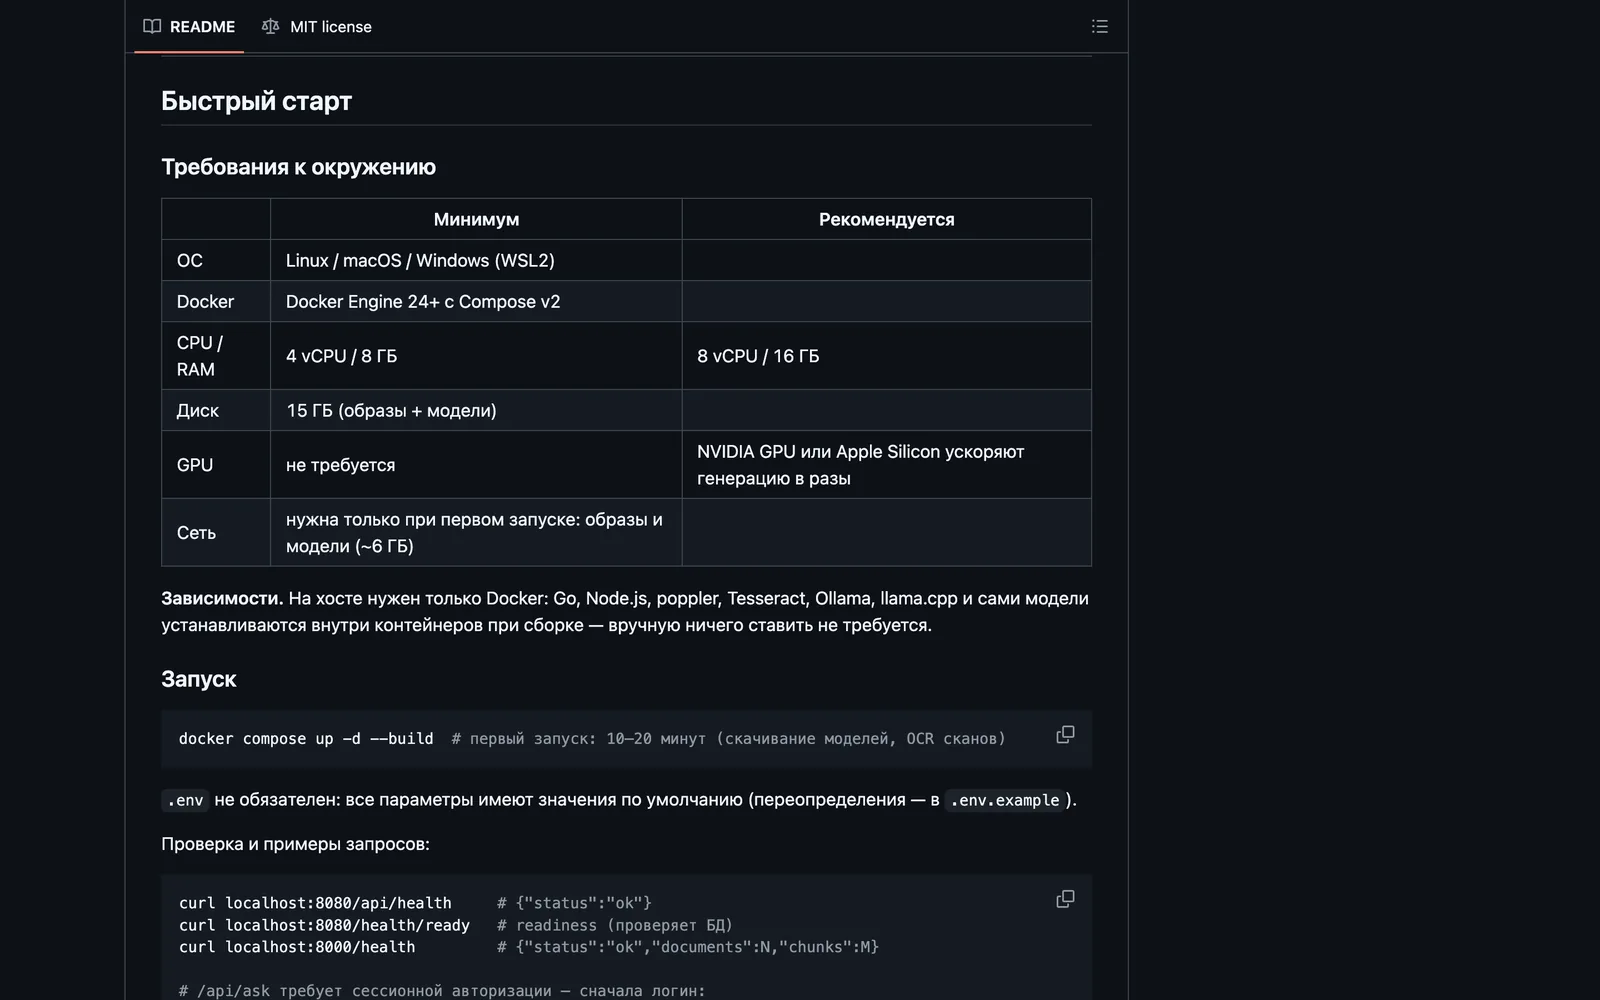 README MIT license
Быстрый старт
Требования к окружению
Минимум Рекомендуется
ОС Linux / macOS / Windows (WSL2)
Docker Docker Engine 24+ с Compose v2
CPU /
RAM 4 vCPU / 8 ГБ 8 vCPU / 16 ГБ
Диск 15 ГБ (образы + модели)
GPU не требуется NVIDIA GPU или Apple Silicon ускоряют
генерацию в разы
Сеть нужна только при первом запуске: образы и
модели (~6 ГБ)
Зависимости. На хосте нужен только Docker: Go, Node.js, poppler, Tesseract, Ollama, llama.cpp и сами модели
устанавливаются внутри контейнеров при сборке — вручную ничего ставить не требуется.
Запуск
docker compose up -d --build # первый запуск: 10–20 минут (скачивание моделей, OCR сканов)
.env не обязателен: все параметры имеют значения по умолчанию (переопределения — в .env.example).
Проверка и примеры запросов:
curl localhost:8080/api/health # {"status":"ok"}
curl localhost:8080/health/ready # readiness (проверяет БД)
curl localhost:8000/health # {"status":"ok","documents":N,"chunks":M}
# /api/ask требует сессионной авторизации — сначала логин: